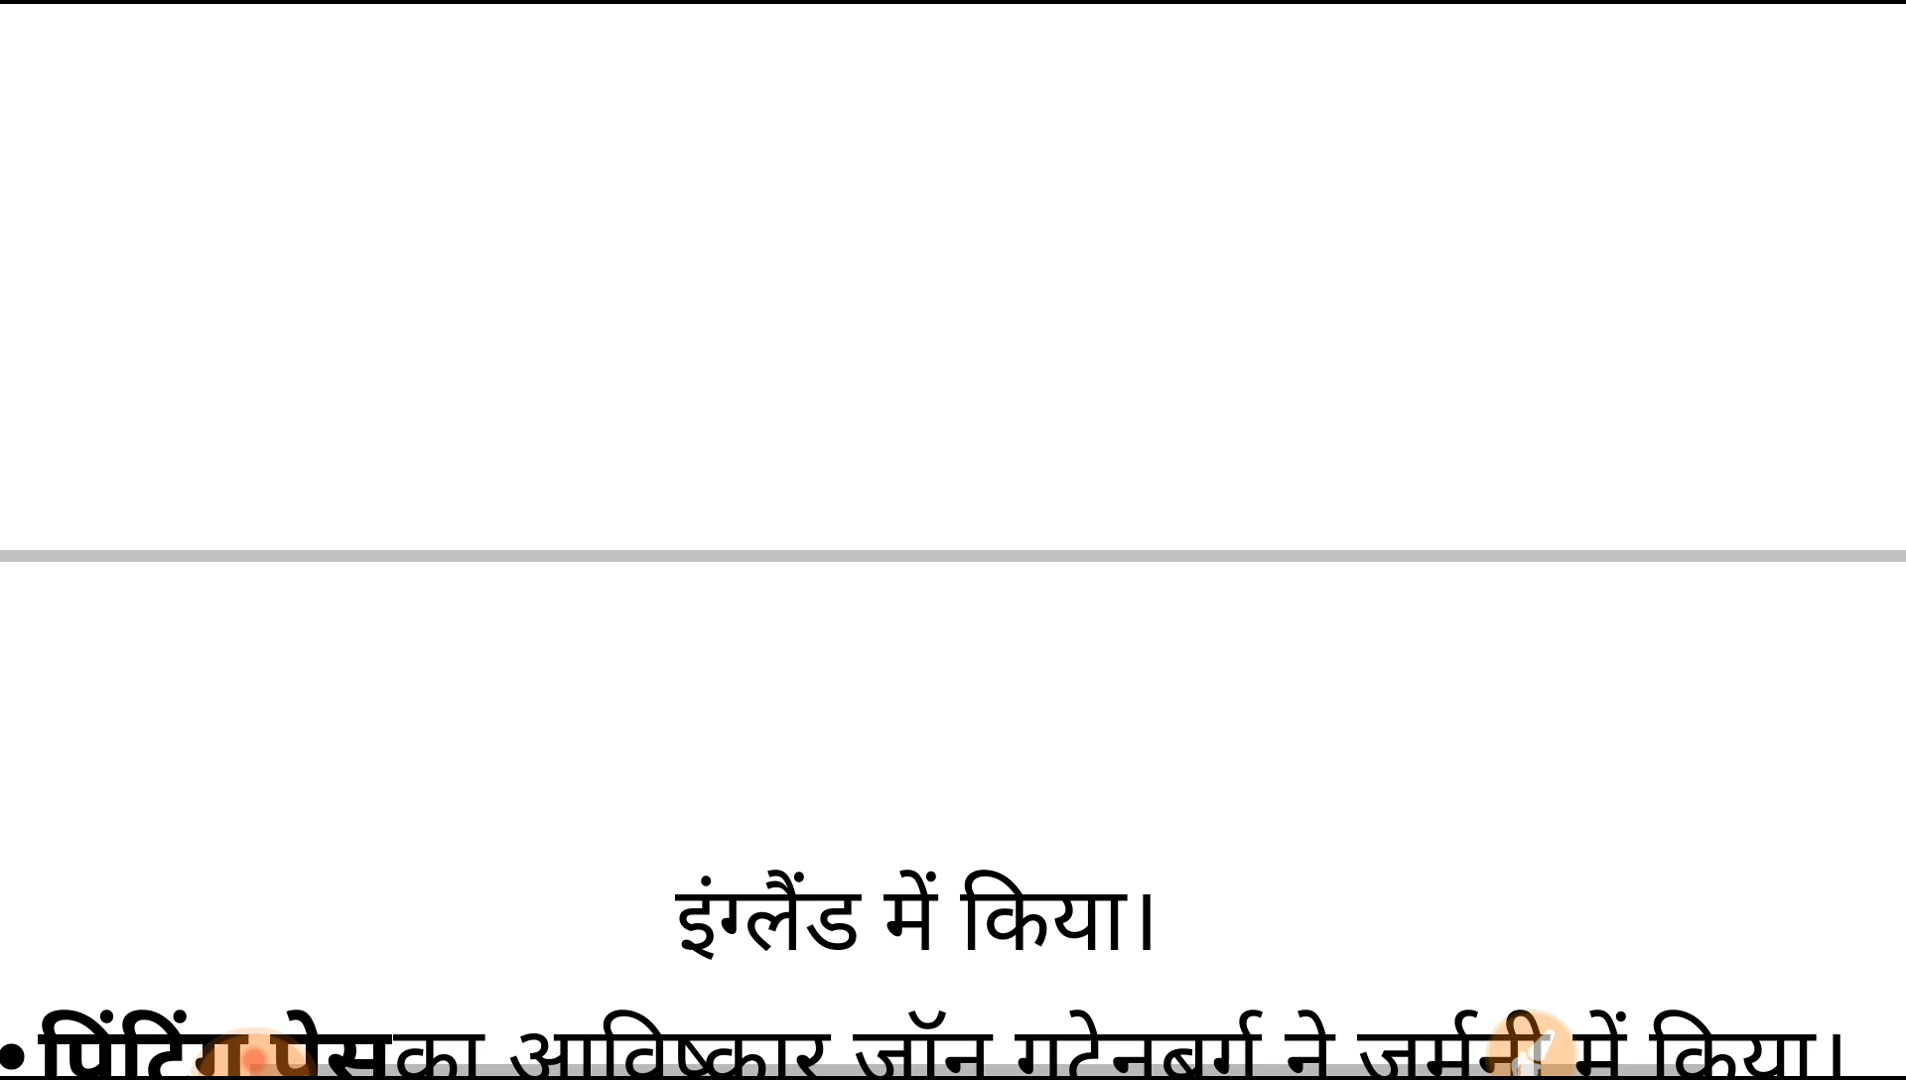 इंग्लैंड में किया।
• प्रिंटिंग प्रेस का आविष्कार जॉन गुटेनबर्ग ने जर्मनी में किया।